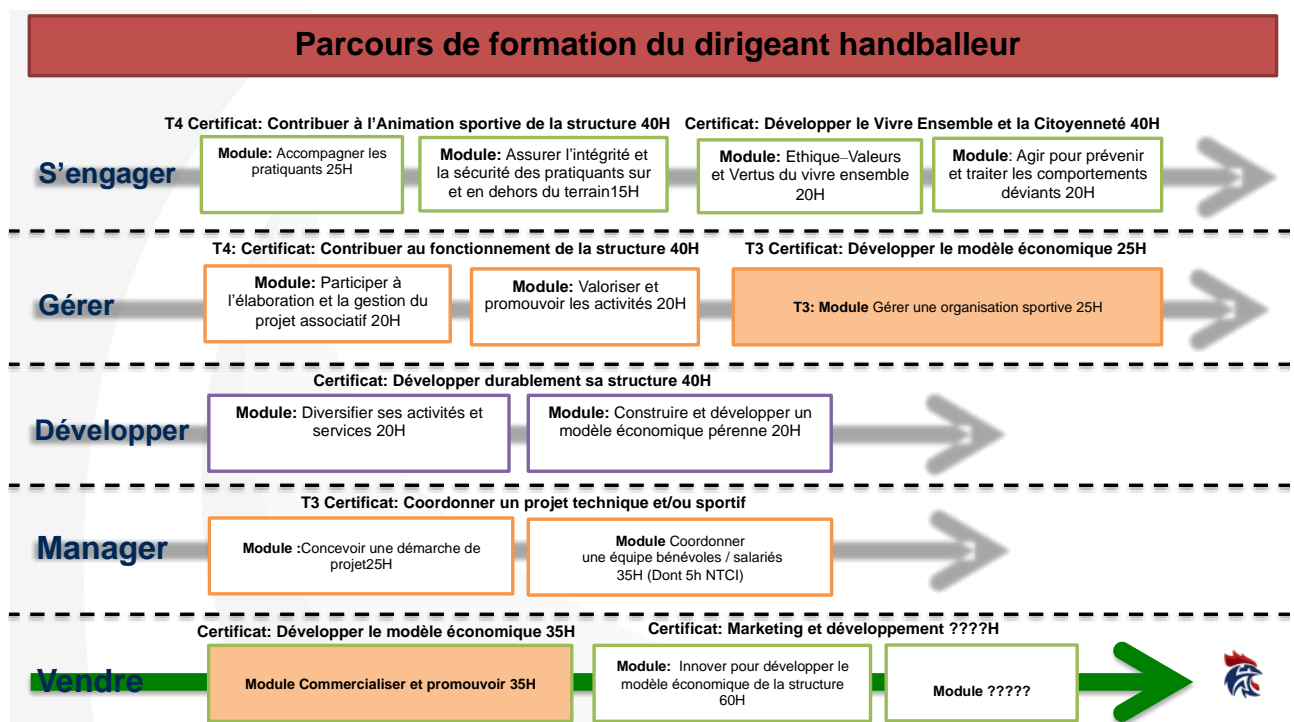 Parcours de formation du dirigeant handballeur
T4 Certificat: Contribuer à l'Animation sportive de la structure 40H
Certificat: Développer le Vivre Ensemble et la Citoyenneté 40H
S'engager
Module: Accompagner les
pratiquants 25H
Module: Assurer l'intégrité et
la sécurité des pratiquants sur
et en dehors du terrain15H
Module: Ethique–Valeurs
et Vertus du vivre ensemble
20H
Module: Agir pour prévenir
et traiter les comportements
déviants 20H
T4: Certificat: Contribuer au fonctionnement de la structure 40H
T3 Certificat: Développer le modèle économique 25H
Gérer
Module: Participer à
l'élaboration et la gestion du
projet associatif 20H
Module: Valoriser et
promouvoir les activités 20H
T3: Module Gérer une organisation sportive 25H
Certificat: Développer durablement sa structure 40H
Développer
Module: Diversifier ses activités et
services 20H
Module: Construire et développer un
modèle économique pérenne 20H
T3 Certificat: Coordonner un projet technique et/ou sportif
Manager
Module :Concevoir une démarche de
projet25H
Module Coordonner
une équipe bénévoles / salariés
35H (Dont 5h NTCI)
Certificat: Développer le modèle économique 35H
Certificat: Marketing et développement ????H
Vendre
Module Commercialiser et promouvoir 35H
Module: Innover pour développer le
modèle économique de la structure
60H
Module ?????